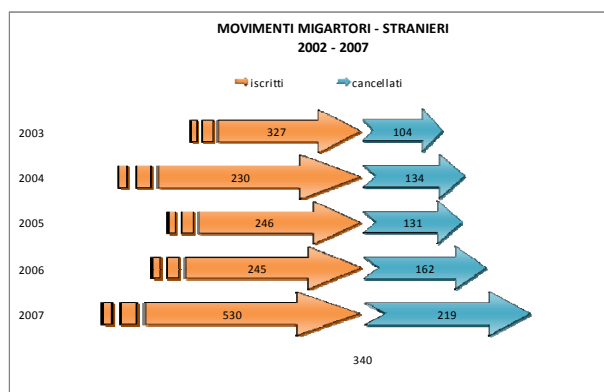 MOVIMENTI MIGARTORI - STRANIERI
2002 - 2007
iscritti cancellati
2003 327 104
2004 230 134
2005 246 131
2006 245 162
2007 530 219
340